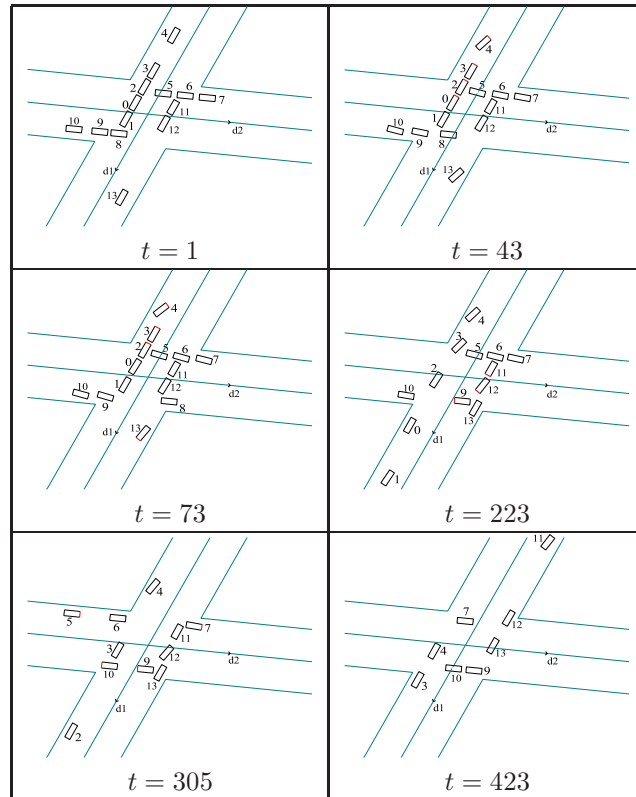 4
3
2
5 6 7
0
11
10 9 1 12 d2
8
d1
13
t = 1
4
3
2
5 6 7
0
11
10 1 12 d2
9 8
d1
13
t = 43
4
3
2
5 6 7
0
11
1 12 d2
10 9 8
13
d1
t = 73
4
3
5 6 7
11
2
12 d2
10 9
13
0
d1
1
t = 223
4
5 6
11 7
3 12 d2
10 9
13
d1
2
t = 305
11
7
12
4 13 d2
3 10 9
d1
t = 423